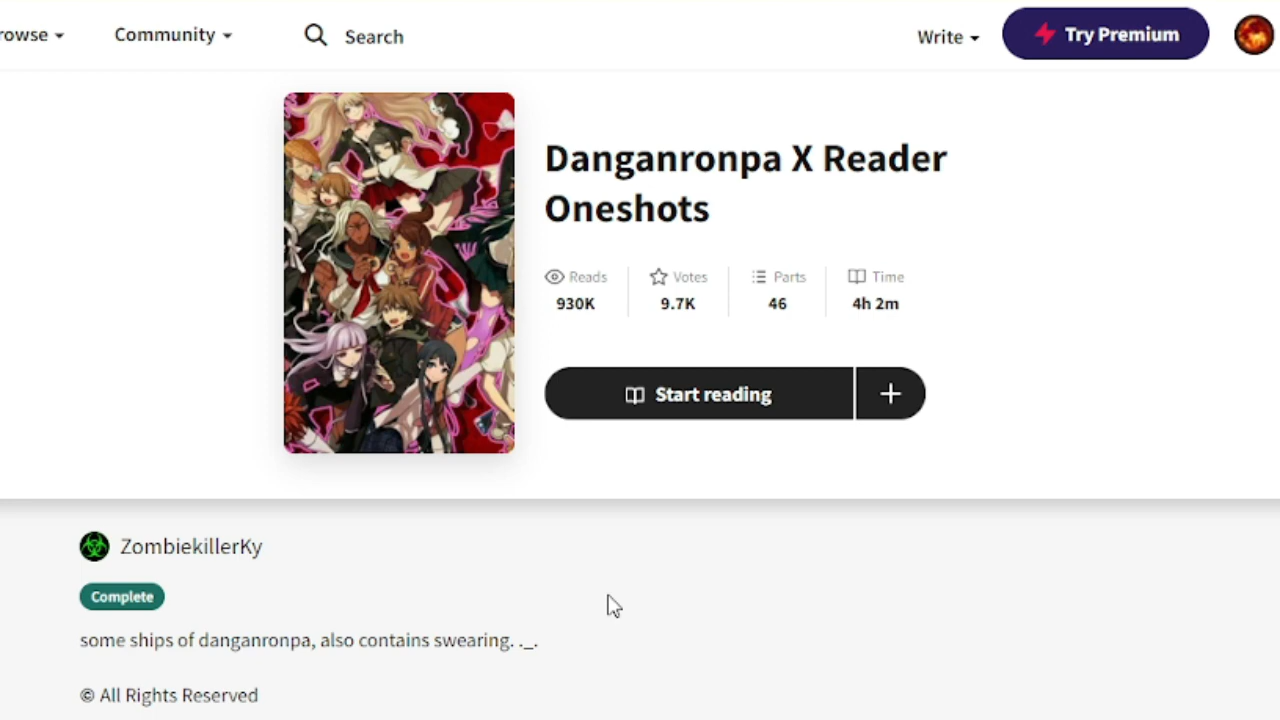 rowse
Community
Search
Write
Try Premium
Danganronpa X Reader
Oneshots
Reads
Votes
Parts
Time
930K
9.7K
46
4h 2m
Start reading
ZombiekillerKy
Complete
some ships of danganronpa, also contains swearing. ._.
© All Rights Reserved